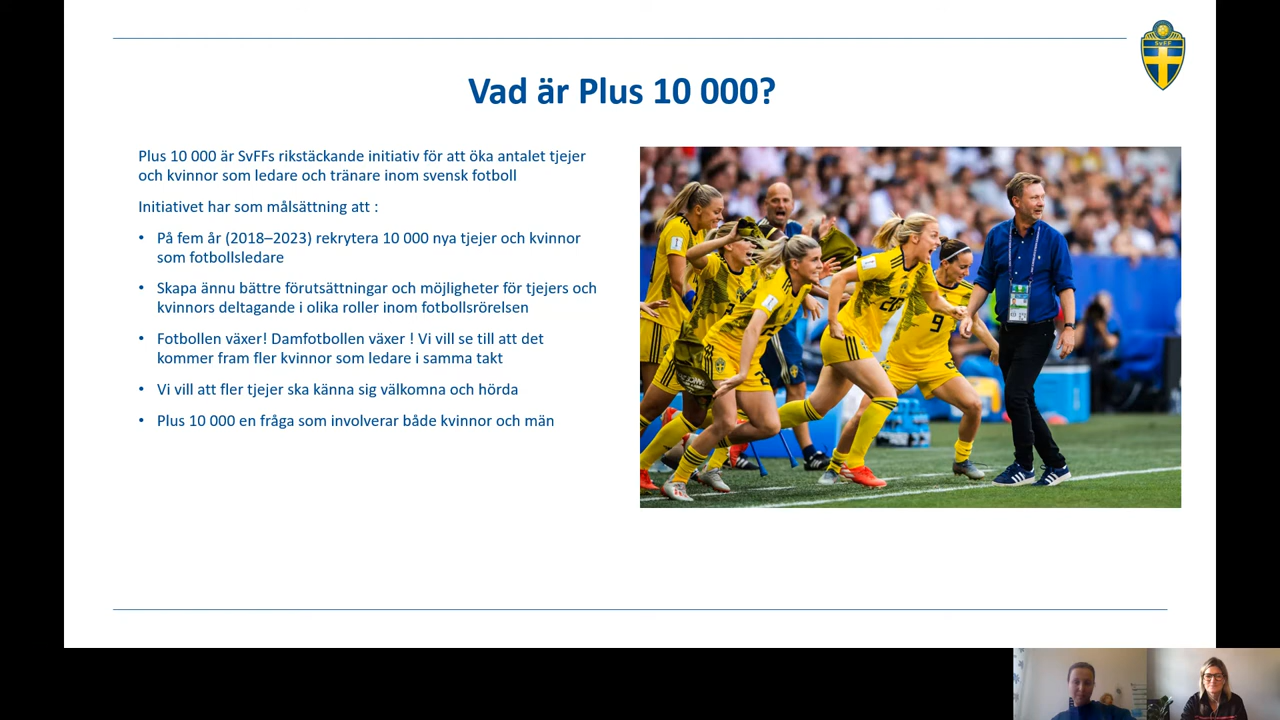 SvFF
Vad är Plus 10 000?
Plus 10 000 är SvFFs rikstäckande initiativ för att öka antalet tjejer
och kvinnor som ledare och tränare inom svensk fotboll
Initiativet har som målsättning att :
• På fem år (2018–2023) rekrytera 10 000 nya tjejer och kvinnor
som fotbollsledare
• Skapa ännu bättre förutsättningar och möjligheter för tjejers och
kvinnors deltagande i olika roller inom fotbollsrörelsen
• Fotbollen växer! Damfotbollen växer ! Vi vill se till att det
kommer fram fler kvinnor som ledare i samma takt
• Vi vill att fler tjejer ska känna sig välkomna och hörda
• Plus 10 000 en fråga som involverar både kvinnor och män
9